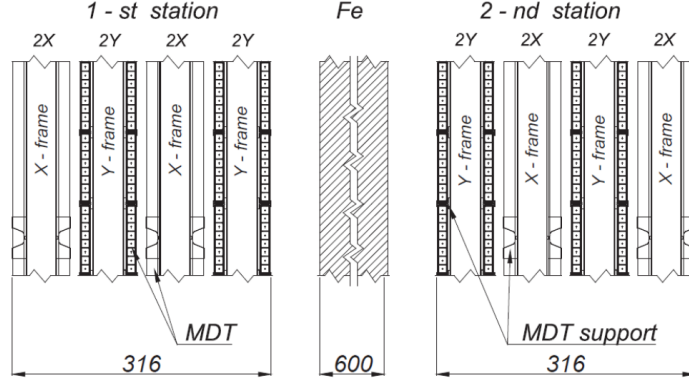 1 - st station Fe 2 - nd station
2X 2Y 2X 2Y 2Y 2X 2Y 2X
X - frame Y - frame X - frame Y - frame Y - frame X - frame Y - frame X - frame
MDT MDT support
316 600 316